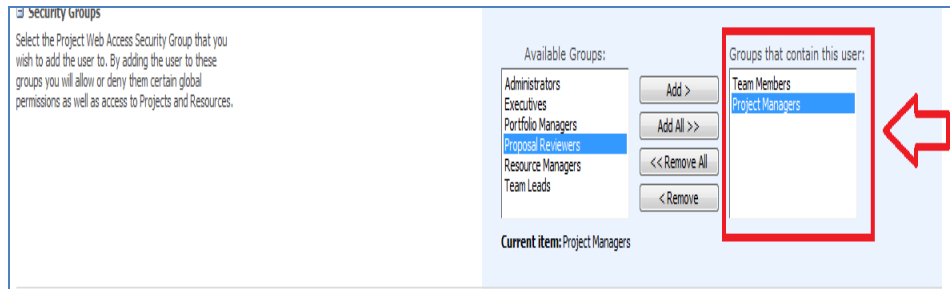 Security Groups
Select the Project Web Access Security Group that you
wish to add the user to. By adding the user to these
groups you will allow or deny them certain global
permissions as well as access to Projects and Resources.
Available Groups:
Administrators
Executives
Portfolio Managers
Proposal Reviewers
Resource Managers
Team Leads
Add >
Add All >>
<< Remove All
< Remove
Groups that contain this user:
Team Members
Project Managers
Current item: Project Managers